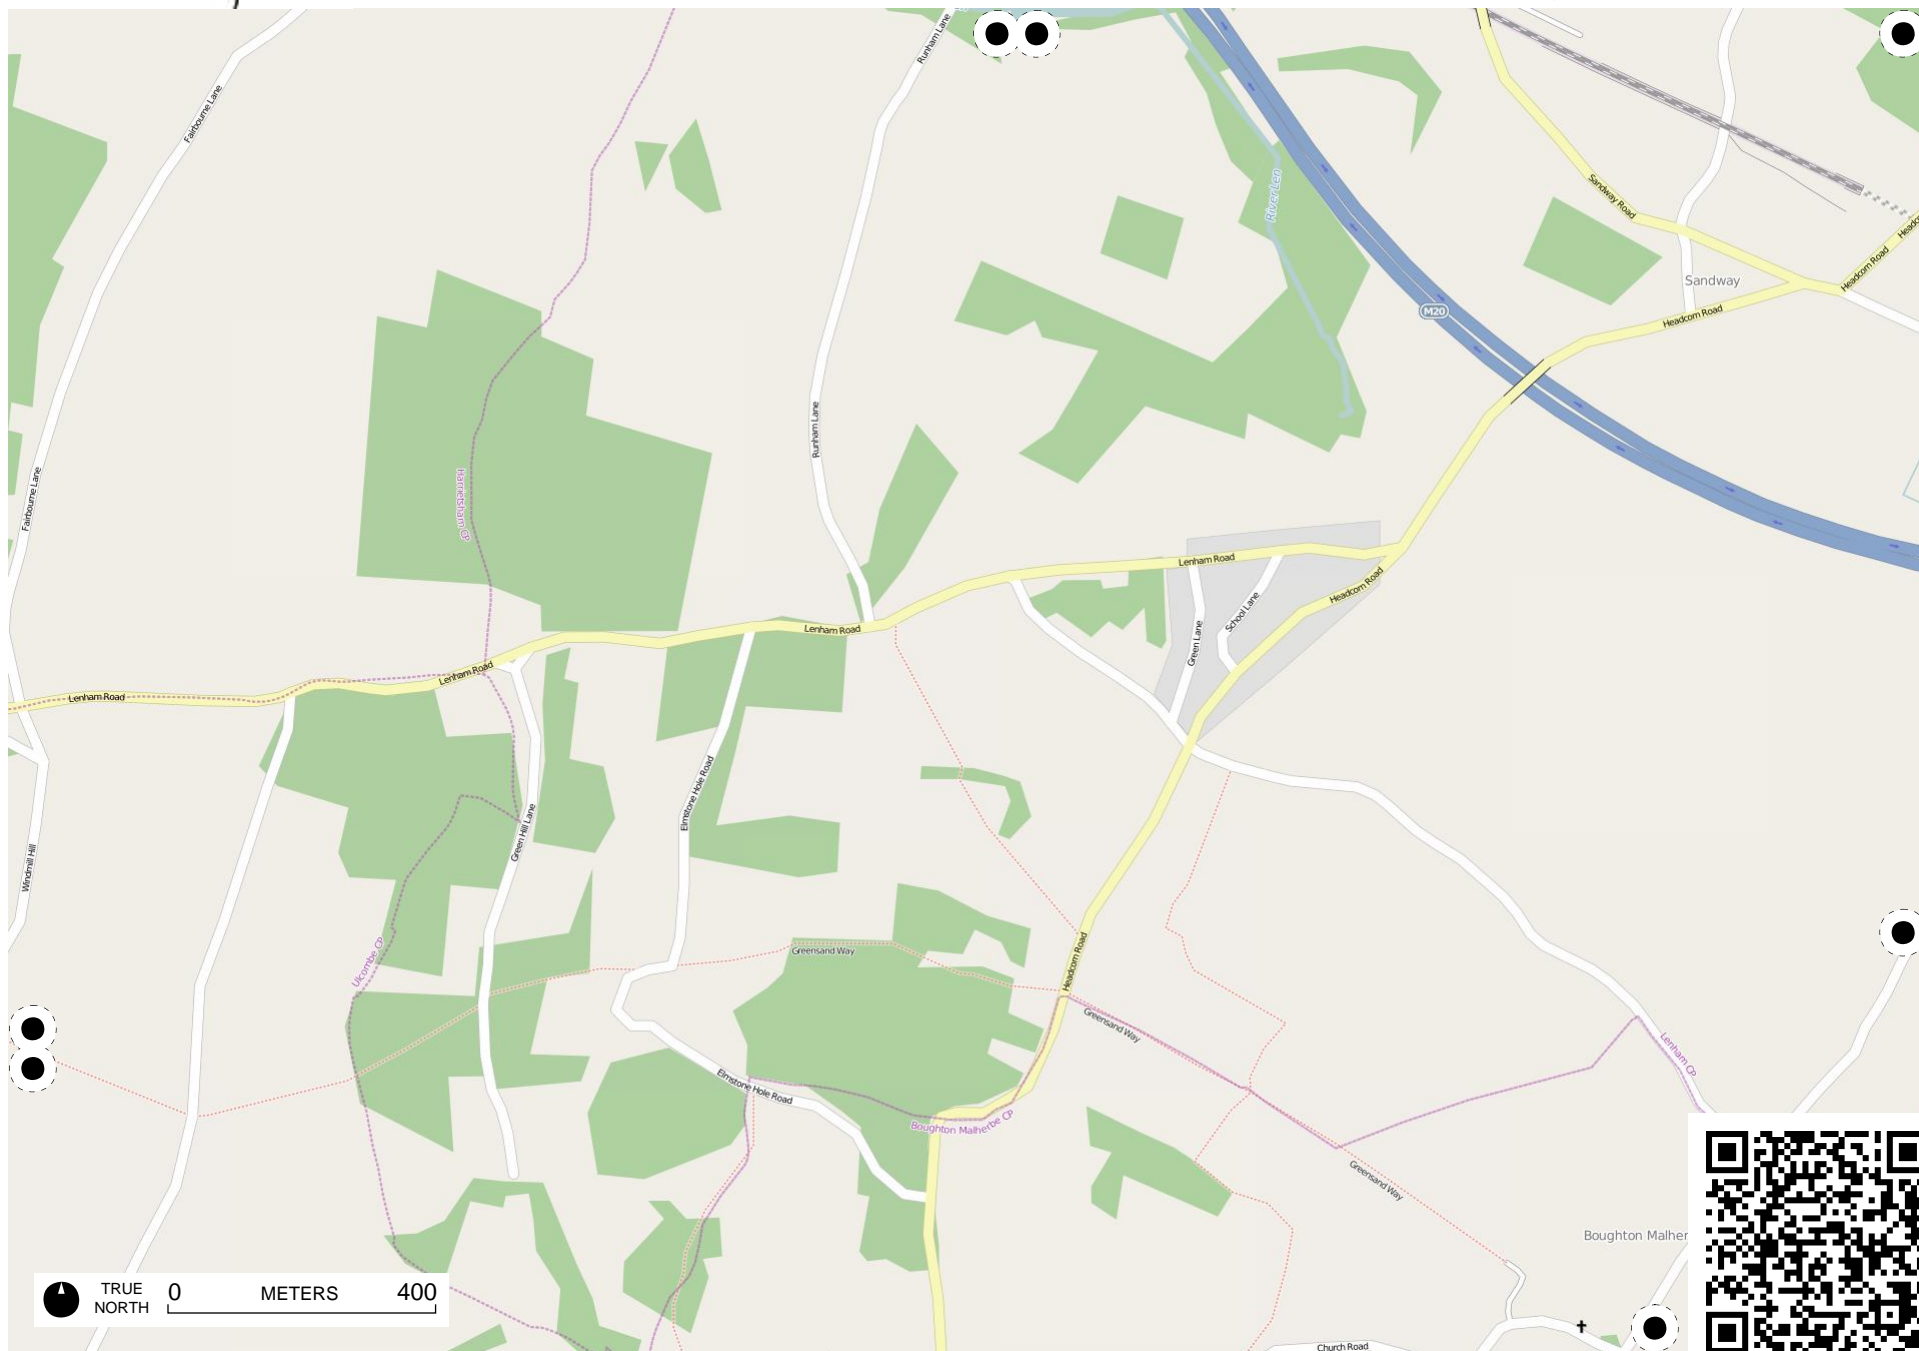 Runham Lane
Fairbourne Lane
River Len
Sandway Road
Headcorn Road
Sandway
M20
Headcorn Road
Runham Lane
Fairbourne Lane
Harrietsham CP
Lenham Road
Headcorn Road
School Lane
Green Lane
Lenham Road
Lenham Road
Lenham Road
Elmstone Hole Road
Green Hill Lane
Windmill Hill
Ulcombe CP
Greensand Way
Headcorn Road
Greensand Way
Lenham CP
Elmstone Hole Road
Boughton Malherbe CP
Greensand Way
Boughton Malher
TRUE
NORTH
0 METERS 400
Church Road